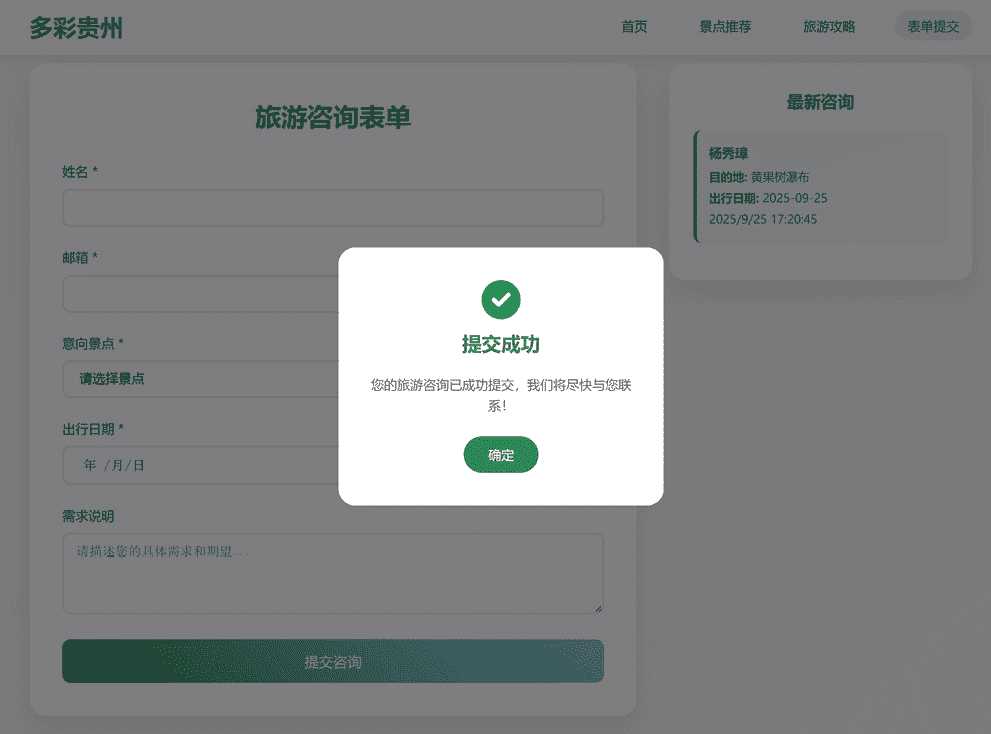 多彩贵州
首页
景点推荐
旅游攻略
表单提交
旅游咨询表单
姓名 *
邮箱 *
意向景点 *
请选择景点
出行日期 *
年 /月/日
需求说明
请描述您的具体需求和期望...
提交咨询
最新咨询
杨秀璋
目的地: 黄果树瀑布
出行日期: 2025-09-25
2025/9/25 17:20:45
提交成功
您的旅游咨询已成功提交，我们将尽快与您联
系！
确定